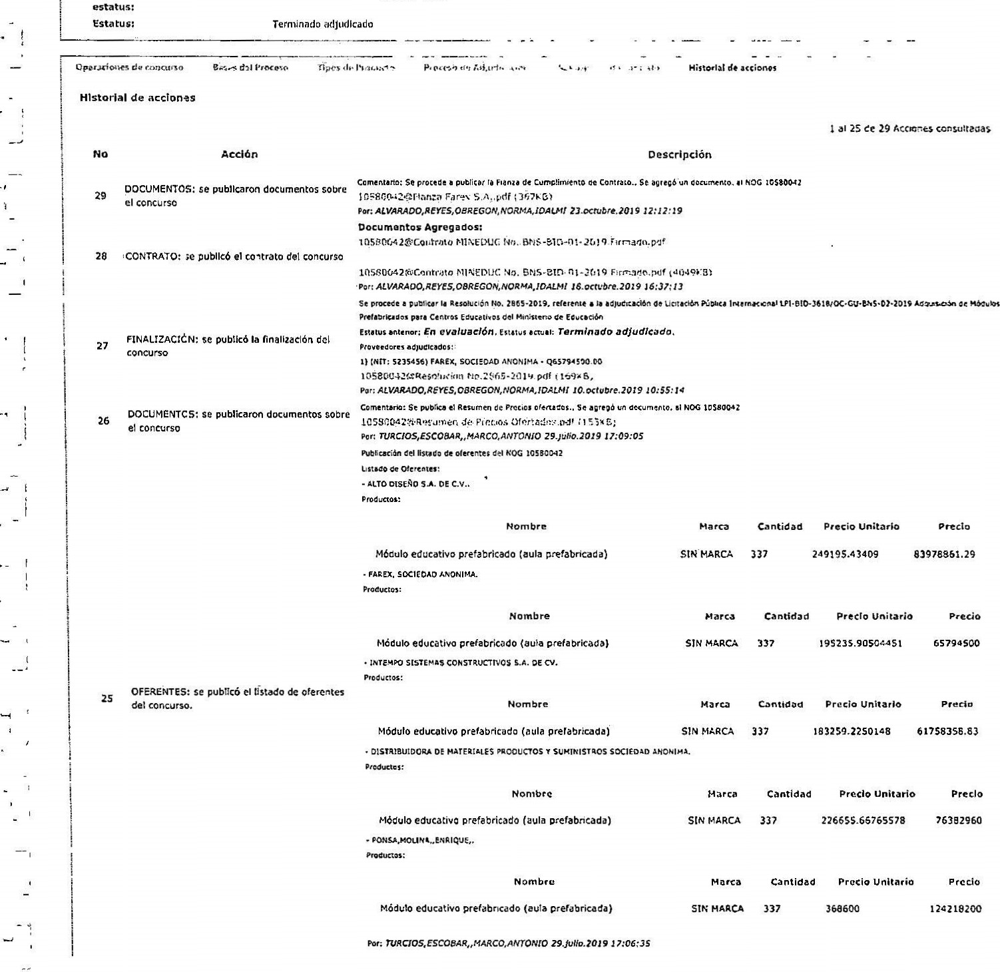 estatus:
Estatus: Terminado adjudicado
Operaciones de concurso Bases del Proceso Tipos de Producto Proceso de Adjudicación Historial de acciones
Historial de acciones
1 al 25 de 29 Acciones consultadas
No Acción Descripción
29 DOCUMENTOS: se publicaron documentos sobre el concurso
Comentario: Se procede a publicar la Fianza de Cumplimiento de Contrato.. Se agregó un documento. al NOG 10580042
10580042@Fianza Farex S.A..pdf (367KB)
Por: ALVARADO,REYES,OBREGON,NORMA,IDALMI 23.octubre.2019 12:12:19
28 CONTRATO: se publicó el contrato del concurso
Documentos Agregados:
10580042@Contrato MINEDUC No. BNS-BID-01-2019 Firmado.pdf
10580042@Contrato MINEDUC No. BNS-BID-01-2019 Firmado.pdf (4049KB)
Por: ALVARADO,REYES,OBREGON,NORMA,IDALMI 16.octubre.2019 16:37:13
27 FINALIZACIÓN: se publicó la finalización del concurso
Se procede a publicar la Resolución No. 2865-2019, referente a la adjudicación de Licitación Pública Internacional LPI-BID-3618/OC-GU-BNS-02-2019 Adquisición de Módulos
Prefabricados para Centros Educativos del Ministerio de Educación
Estatus anterior: En evaluación. Estatus actual: Terminado adjudicado.
Proveedores adjudicados:
1) (NIT: 5235456) FAREX, SOCIEDAD ANONIMA - Q65794500.00
10580042@Resolucion No.2865-2019.pdf (169KB)
Por: ALVARADO,REYES,OBREGON,NORMA,IDALMI 10.octubre.2019 10:55:14
26 DOCUMENTOS: se publicaron documentos sobre el concurso
Comentario: Se publica el Resumen de Precios ofertados.. Se agregó un documento. al NOG 10580042
10580042@Resumen de Precios Ofertados.pdf (153KB)
Por: TURCIOS,ESCOBAR,,MARCO,ANTONIO 29.julio.2019 17:09:05
25 OFERENTES: se publicó el listado de oferentes del concurso.
Publicación del listado de oferentes del NOG 10580042
Listado de Oferentes:
- ALTO DISEÑO S.A. DE C.V..
Productos:
Nombre Marca Cantidad Precio Unitario Precio
Módulo educativo prefabricado (aula prefabricada) SIN MARCA 337 249195.43409 83978861.29
- FAREX, SOCIEDAD ANONIMA.
Productos:
Nombre Marca Cantidad Precio Unitario Precio
Módulo educativo prefabricado (aula prefabricada) SIN MARCA 337 195235.90504451 65794500
- INTEMPO SISTEMAS CONSTRUCTIVOS S.A. DE CV.
Productos:
Nombre Marca Cantidad Precio Unitario Precio
Módulo educativo prefabricado (aula prefabricada) SIN MARCA 337 183259.2250148 61758358.83
- DISTRIBUIDORA DE MATERIALES PRODUCTOS Y SUMINISTROS SOCIEDAD ANONIMA.
Productos:
Nombre Marca Cantidad Precio Unitario Precio
Módulo educativo prefabricado (aula prefabricada) SIN MARCA 337 226655.66765578 76382960
- PONSA,MOLINA,,ENRIQUE,.
Productos:
Nombre Marca Cantidad Precio Unitario Precio
Módulo educativo prefabricado (aula prefabricada) SIN MARCA 337 368600 124218200
Por: TURCIOS,ESCOBAR,,MARCO,ANTONIO 29.julio.2019 17:06:35